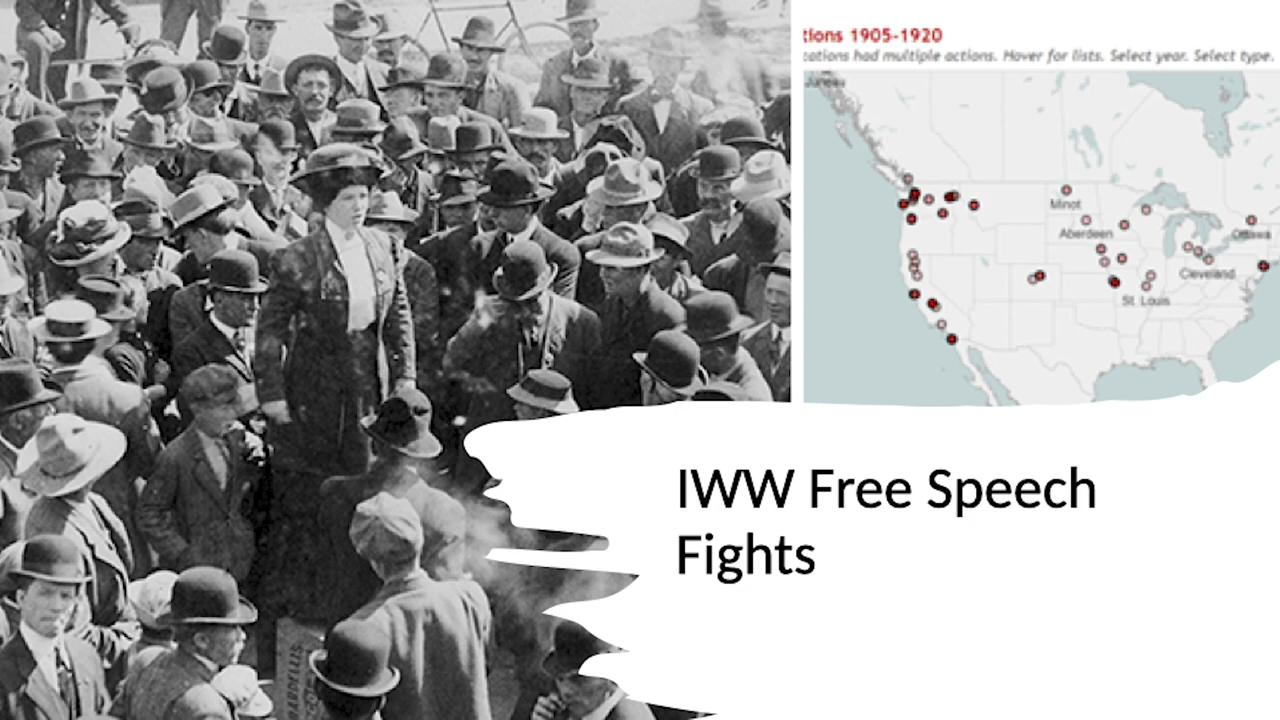 tions 1905-1920
cations had multiple actions. Hover for lists. Select year. Select type.
Juneau
Minot
Aberdeen
Ottawa
Cleveland
St. Louis
IWW Free Speech
Fights